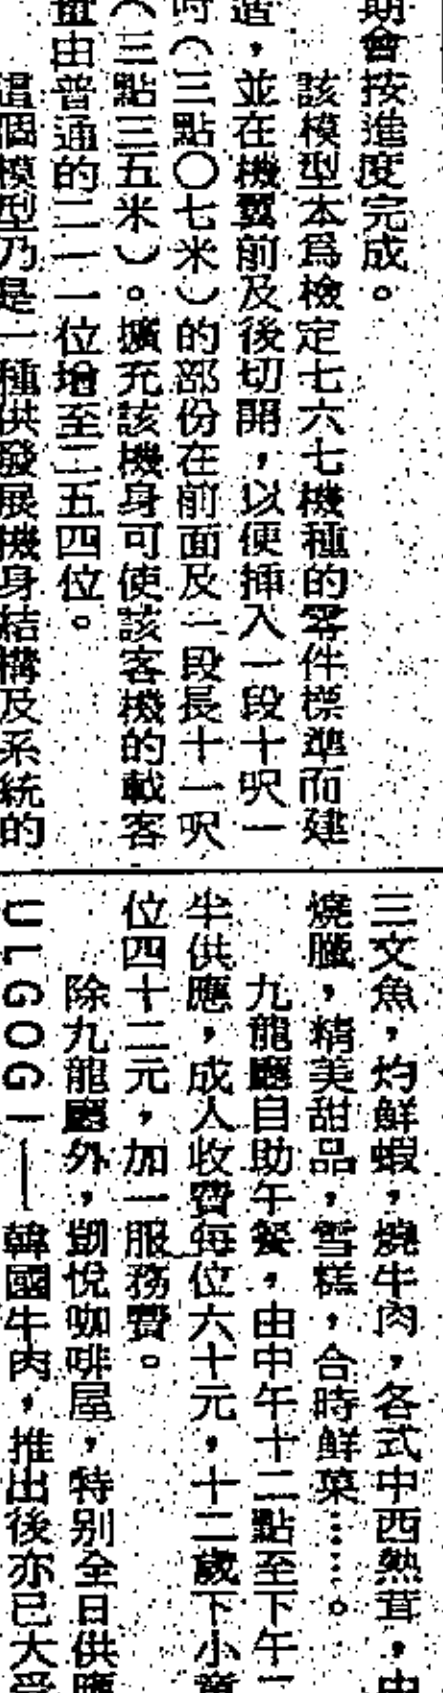 期會按進度完成。
該模型本爲檢定七六七機種的零件標準而建
造，並在機翼前及後切開，以便揷入一段十呎一
吋（三點〇七米）的部份在前面及一段長十一呎
（三點三五米）。擴充該機身可使該客機的載客
量由普通的二一一位增至二五四位。
這個模型乃是一種供發展機身結構及系統的
三文魚，灼鮮蝦，燒牛肉，各式中西熱葷，由
燒臘，精美甜品，雪糕，合時鮮菓……。
九龍廳自助午餐，由中午十二點至下午二
半供應，成人收費每位六十元，十二歲下小童
位四十二元，加一服務費。
除九龍廳外，凱悅咖啡屋，特別全日供應
ULGOGI——韓國牛肉，推出後亦已大受